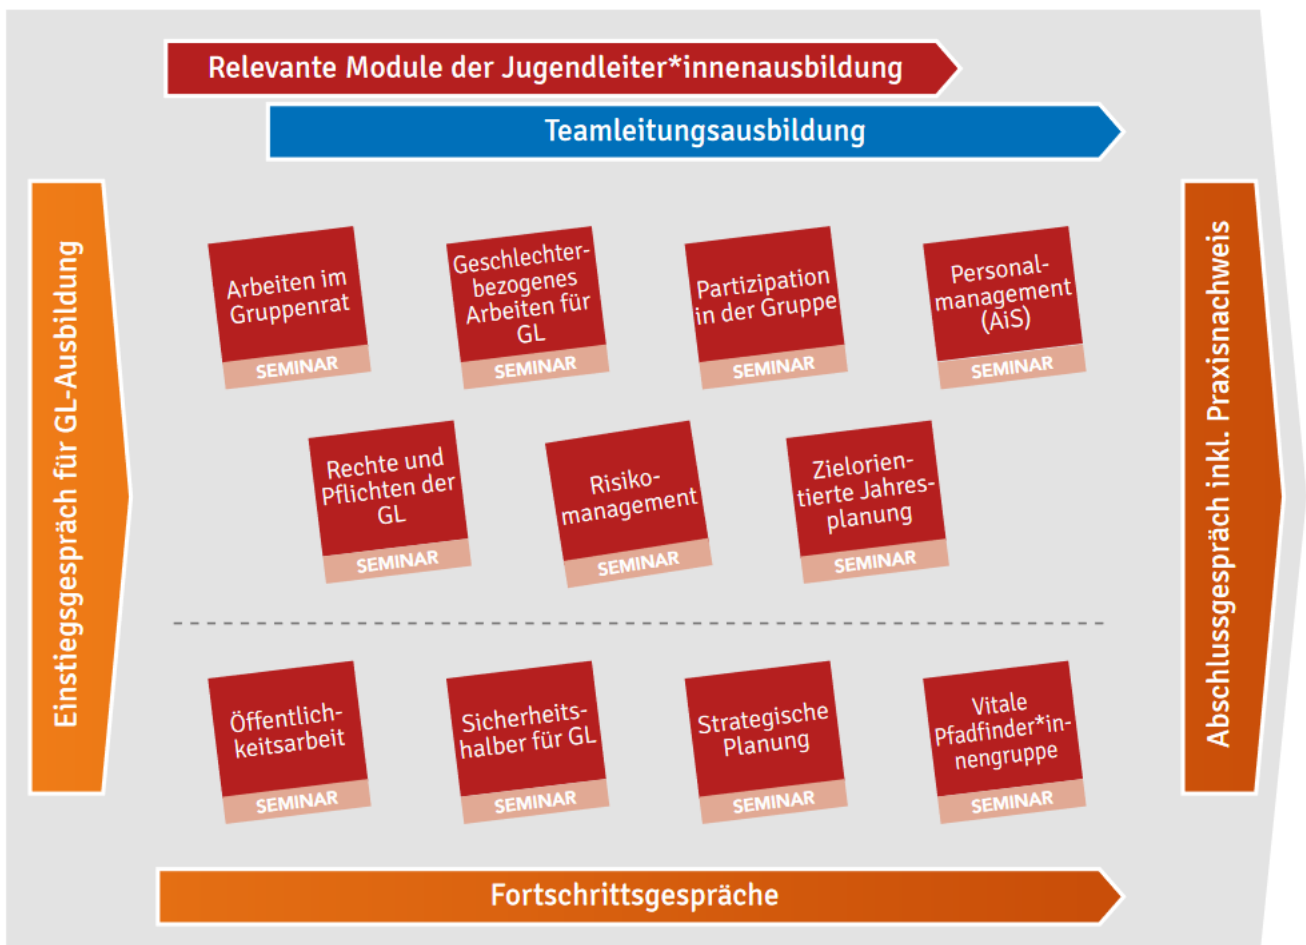 Relevante Module der Jugendleiter*innenausbildung
Teamleitungsausbildung
Einstiegsgespräch für GL-Ausbildung
Arbeiten im
Gruppenrat
SEMINAR
Geschlechter-
bezogenes
Arbeiten für
GL
SEMINAR
Partizipation
in der Gruppe
SEMINAR
Personal-
management
(AiS)
SEMINAR
Rechte und
Pflichten der
GL
SEMINAR
Risiko-
management
SEMINAR
Zielorien-
tierte Jahres-
planung
SEMINAR
Öffentlich-
keitsarbeit
SEMINAR
Sicherheits-
halber für GL
SEMINAR
Strategische
Planung
SEMINAR
Vitale
Pfadfinder*in-
nengruppe
SEMINAR
Abschlussgespräch inkl. Praxisnachweis
Fortschrittsgespräche